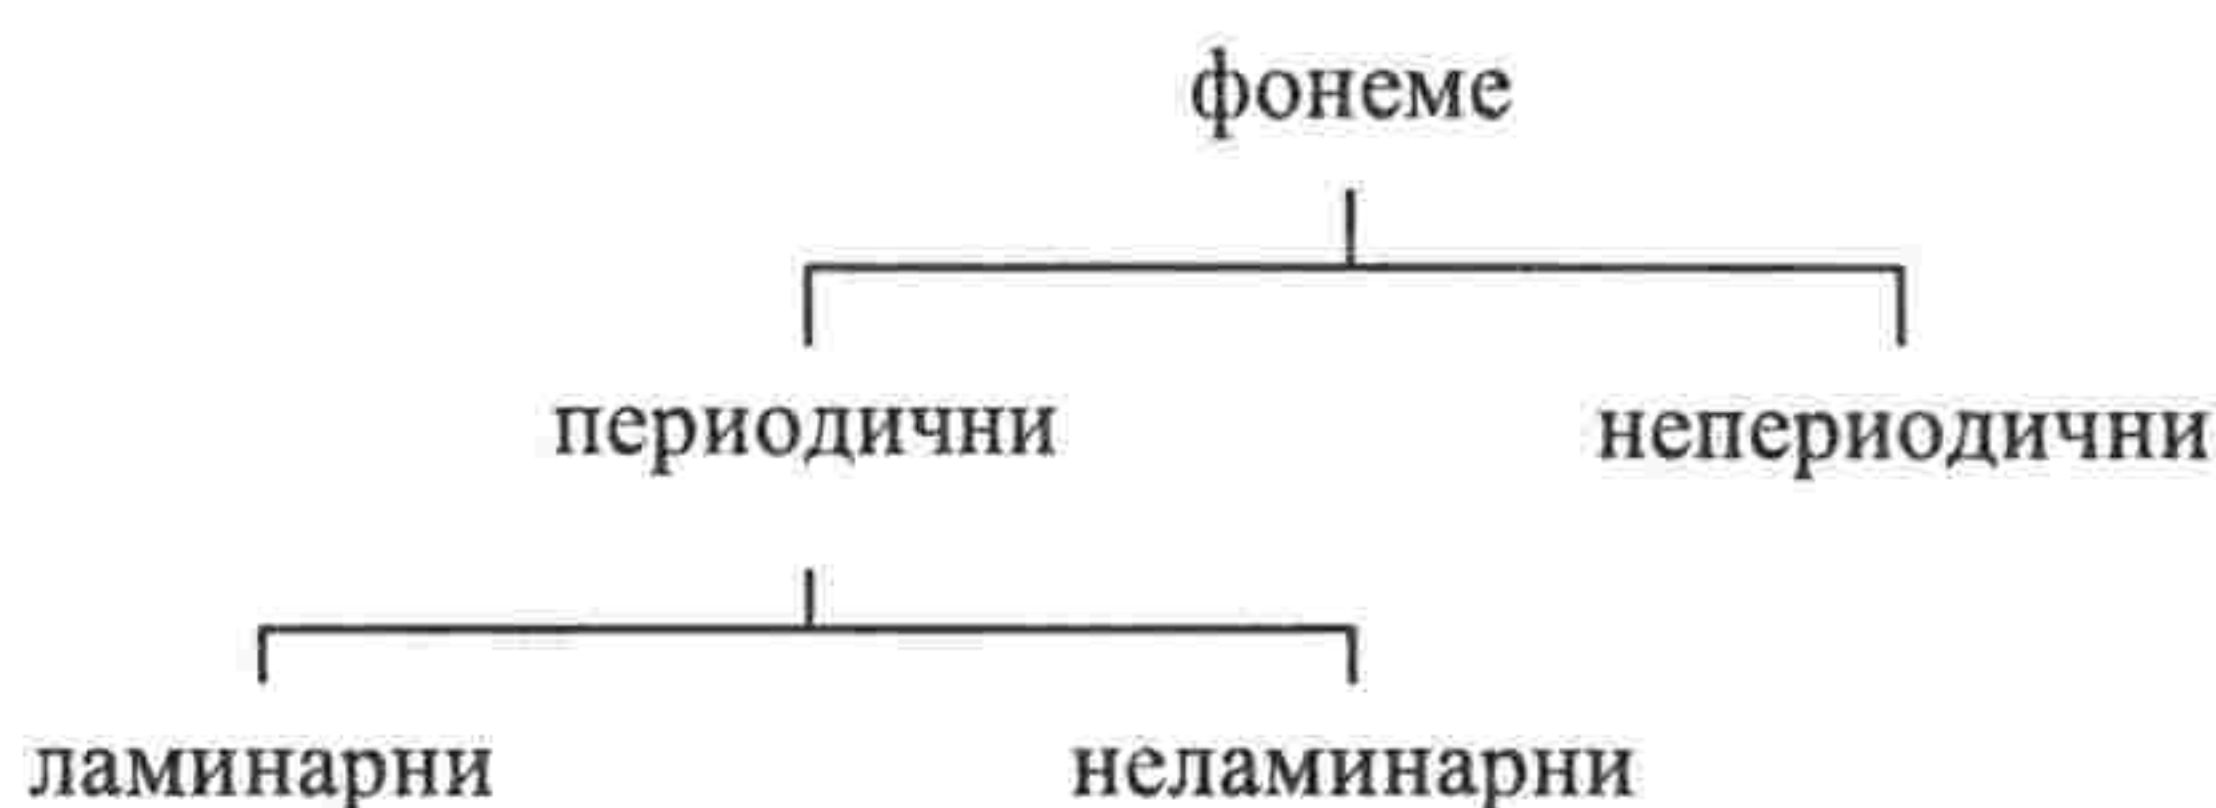 фонеме
периодични непериодични
ламинарни неламинарни